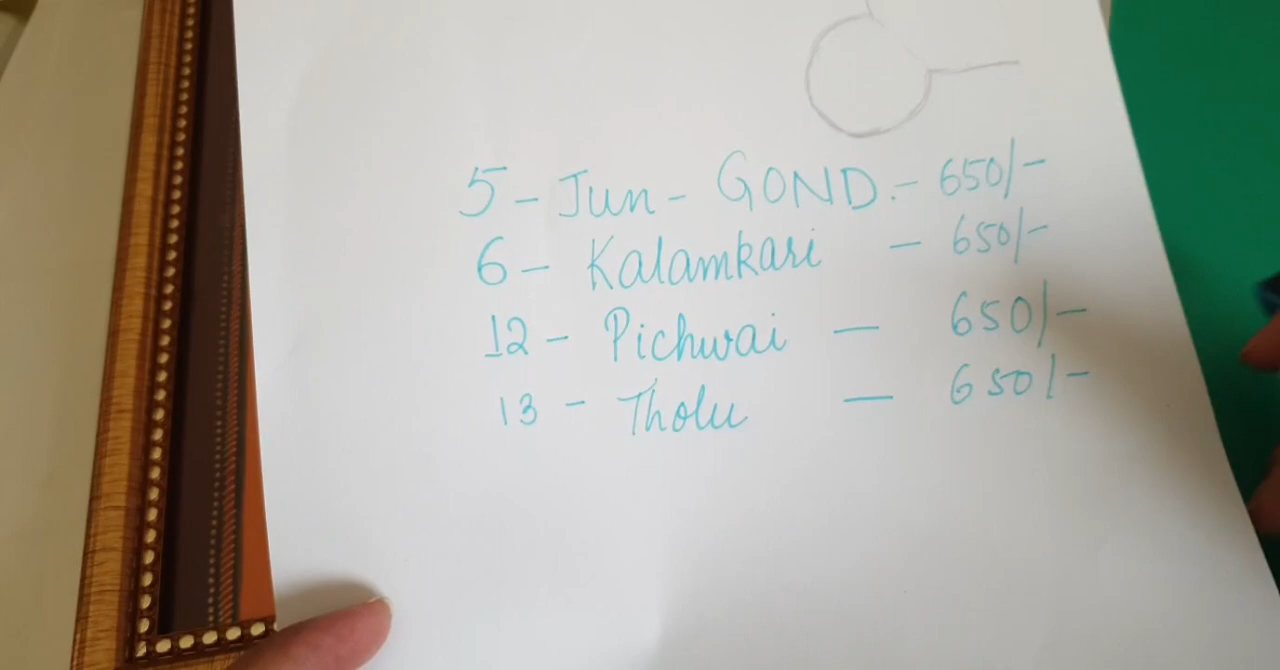 5 - Jun - GOND. - 650/-
6 - Kalamkari - 650/-
12 - Pichwai - 650/-
13 - Tholu - 650/-